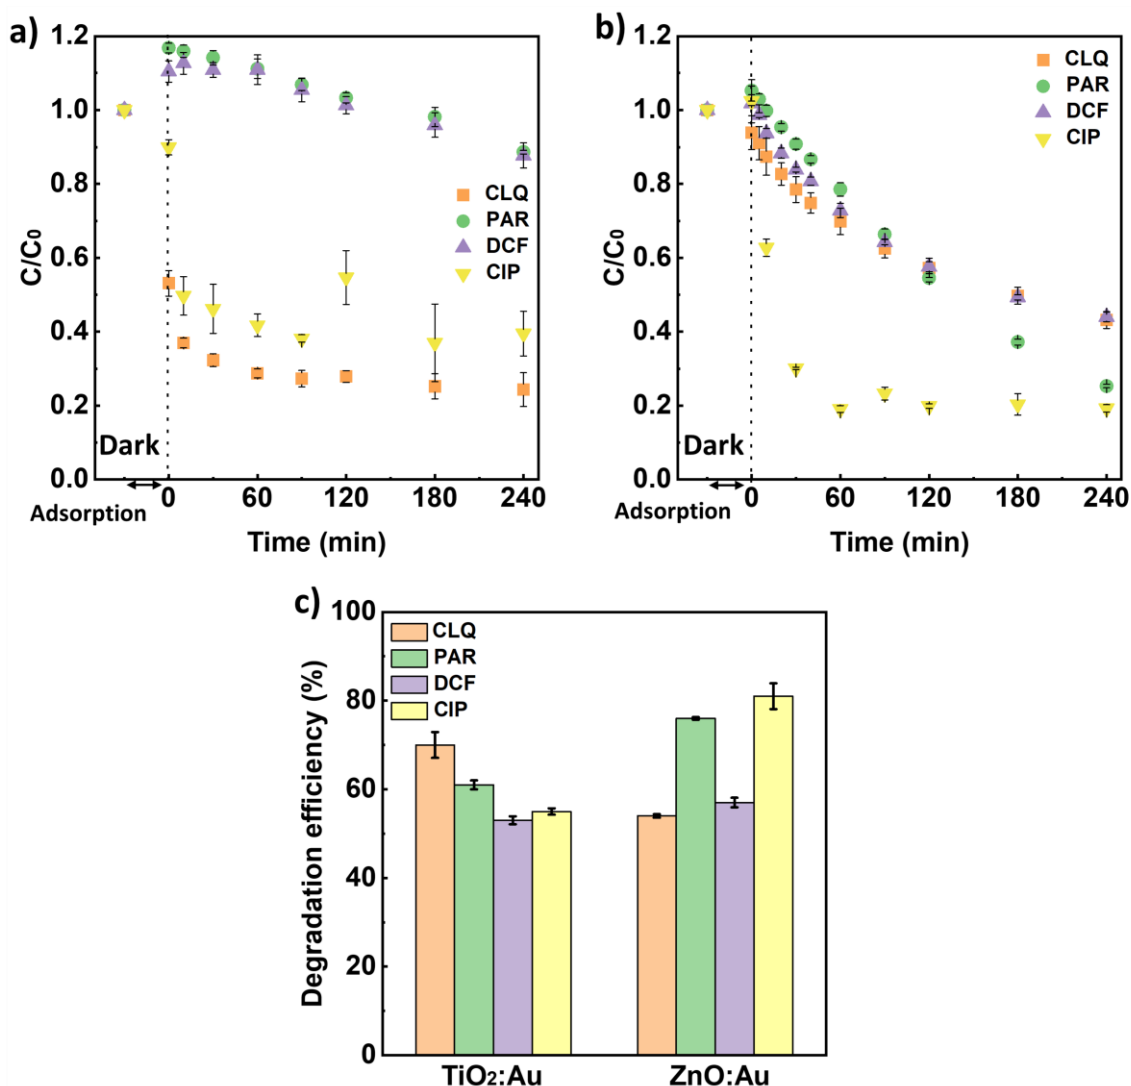 a)
1.2
1.0
0.8
0.6
0.4
0.2
0.0
C/C0
CLQ
PAR
DCF
CIP
Dark
Adsorption
0 60 120 180 240
Time (min)
b)
1.2
1.0
0.8
0.6
0.4
0.2
0.0
C/C0
CLQ
PAR
DCF
CIP
Dark
Adsorption
0 60 120 180 240
Time (min)
c)
100
80
60
40
20
0
Degradation efficiency (%)
CLQ
PAR
DCF
CIP
TiO2:Au ZnO:Au